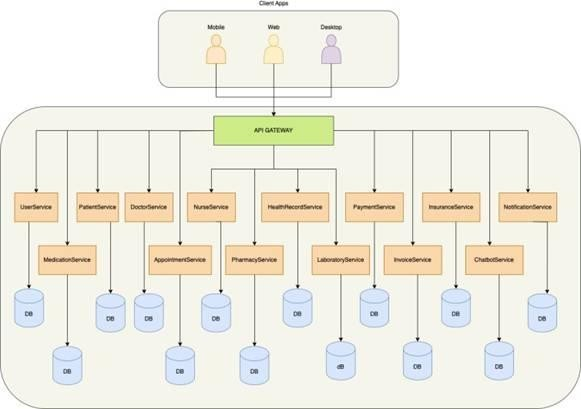 Client Apps
Mobile Web Desktop
API GATEWAY
UserService PatientService DoctorService NurseService HealthRecordService PaymentService InsuranceService NotificationService
MedicationService AppointmentService PharmacyService LaboratoryService InvoiceService ChatbotService
DB DB DB DB DB DB DB DB
DB DB DB dB DB DB